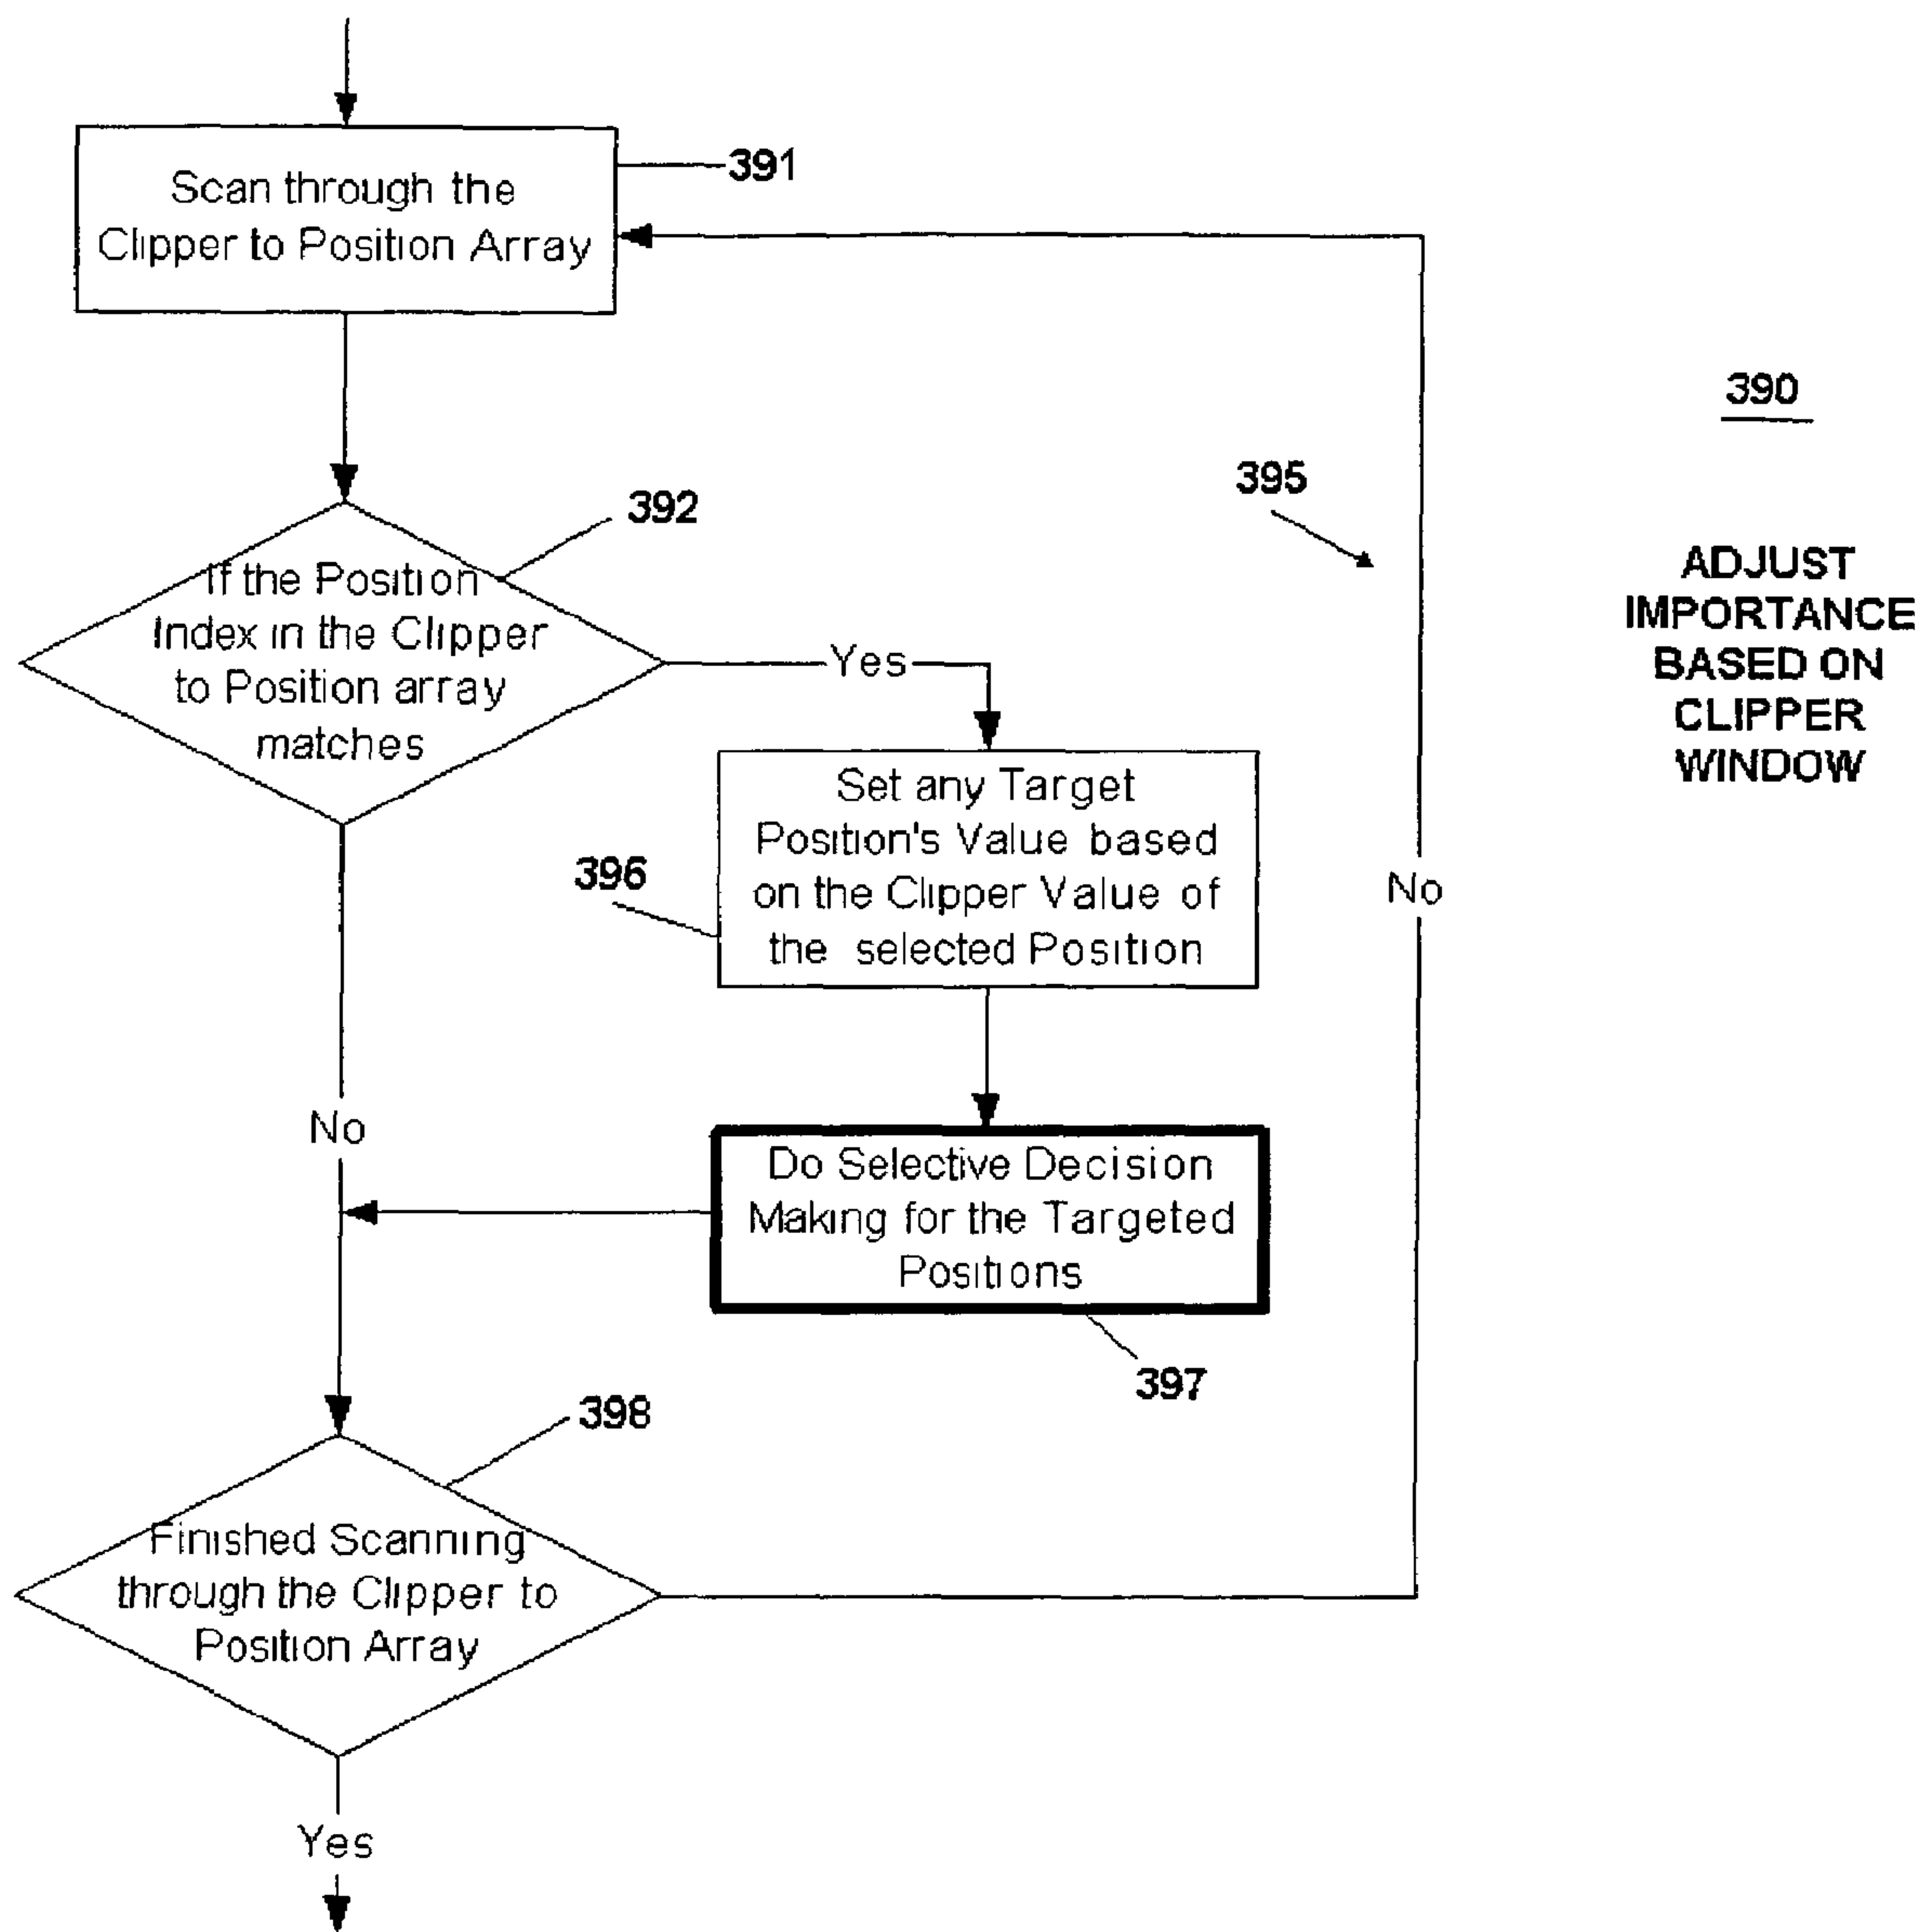 Scan through the
Clipper to Position Array
391
390
395
ADJUST
IMPORTANCE
BASED ON
CLIPPER
WINDOW
392
If the Position
Index in the Clipper
to Position array
matches
Yes
Set any Target
Position's Value based
on the Clipper Value of
the selected Position
396
No
No
Do Selective Decision
Making for the Targeted
Positions
397
398
Finished Scanning
through the Clipper to
Position Array
Yes